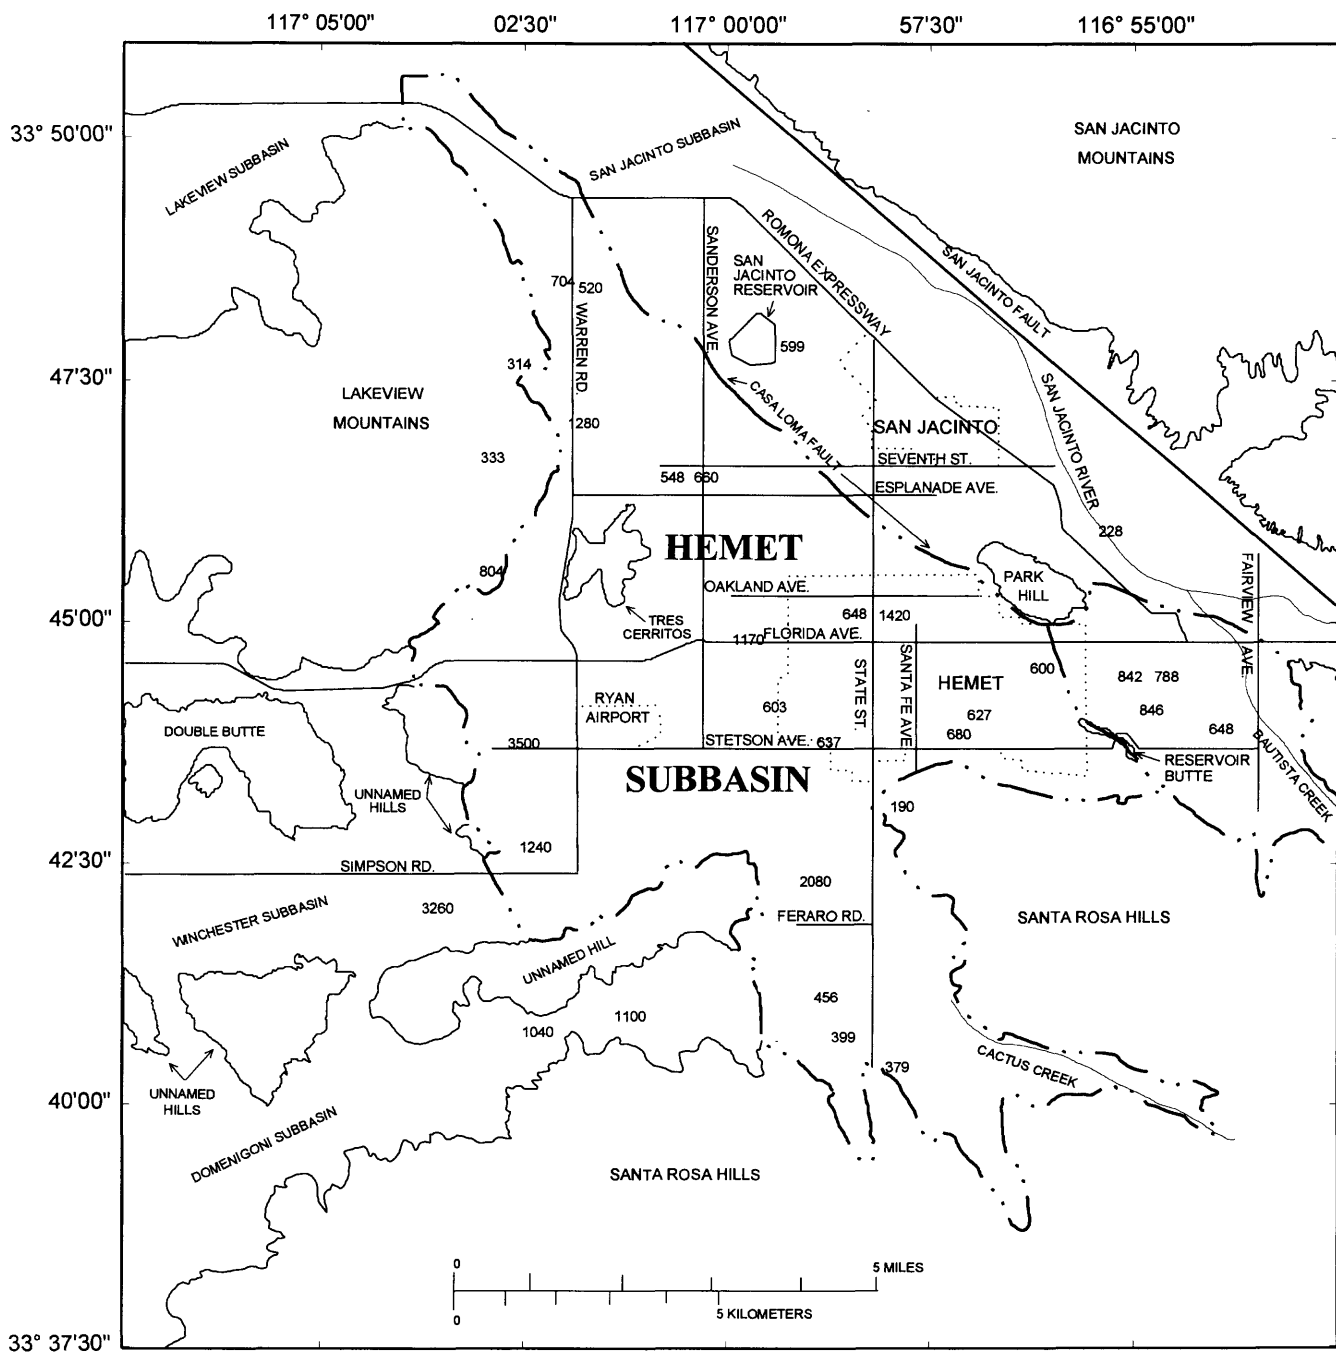 117° 05'00"
02'30"
117° 00'00"
57'30"
116° 55'00"
33° 50'00"
SAN JACINTO
MOUNTAINS
LAKEVIEW SUBBASIN
SAN JACINTO SUBBASIN
ROMONA EXPRESSWAY
SANDERSON AVE.
SAN
JACINTO
RESERVOIR
SAN JACINTO FAULT
704
520
WARREN RD.
599
47'30"
314
LAKEVIEW
MOUNTAINS
CASA LOMA FAULT
SAN JACINTO RIVER
1280
SAN JACINTO
333
SEVENTH ST.
548
660
ESPLANADE AVE.
228
HEMET
804
OAKLAND AVE.
PARK
HILL
FAIRVIEW
AVE.
45'00"
TRES
CERRITOS
648
1420
1170
FLORIDA AVE.
STATE ST.
SANTA FE AVE
600
842
788
HEMET
RYAN
AIRPORT
603
627
846
DOUBLE BUTTE
680
648
3500
STETSON AVE.
637
BAUTISTA CREEK
RESERVOIR
BUTTE
SUBBASIN
UNNAMED
HILLS
190
1240
42'30"
SIMPSON RD.
2080
3260
WINCHESTER SUBBASIN
FERARO RD.
SANTA ROSA HILLS
UNNAMED HILL
456
1040
1100
399
379
CACTUS CREEK
UNNAMED
HILLS
40'00"
DOMENIGONI SUBBASIN
SANTA ROSA HILLS
0
5 MILES
0
5 KILOMETERS
33° 37'30"